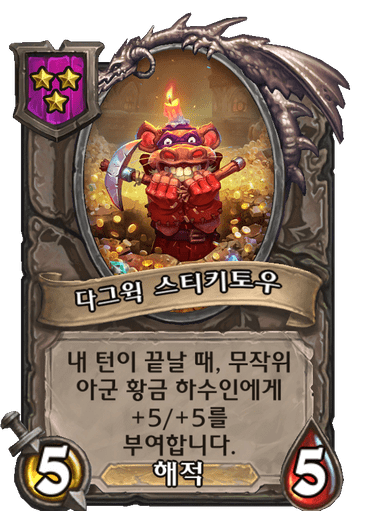 다그윅 스티키토우
내 턴이 끝날 때, 무작위
아군 황금 하수인에게
+5/+5를
부여합니다.
5
해적
5